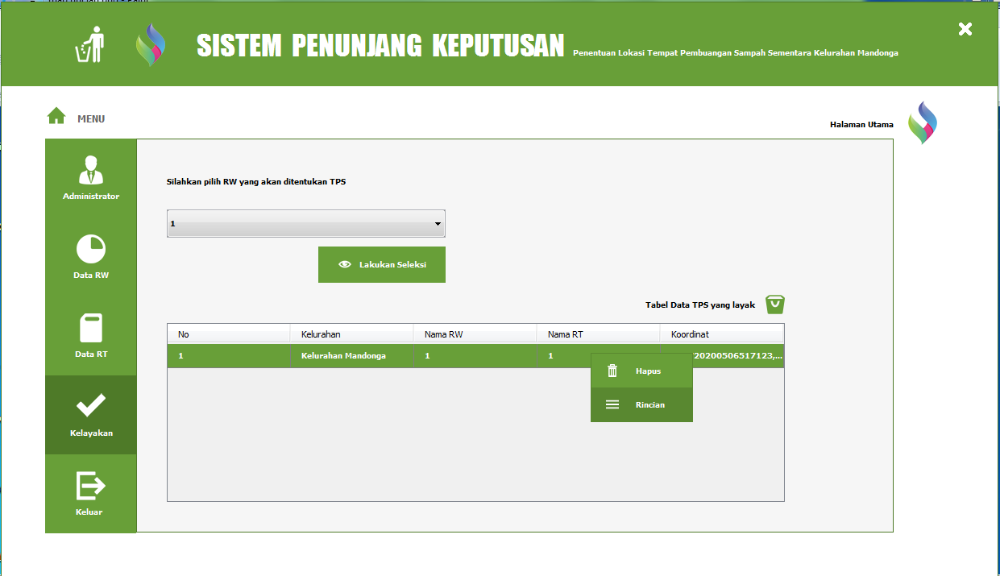 SISTEM PENUNJANG KEPUTUSAN
Penentuan Lokasi Tempat Pembuangan Sampah Sementara Kelurahan Mandonga
MENU
Halaman Utama
Administrator
Data RW
Data RT
Kelayakan
Keluar
Silahkan pilih RW yang akan ditentukan TPS
1
Lakukan Seleksi
Tabel Data TPS yang layak
No Kelurahan Nama RW Nama RT Koordinat
1 Kelurahan Mandonga 1 1 20200506517123,...
Hapus
Rincian